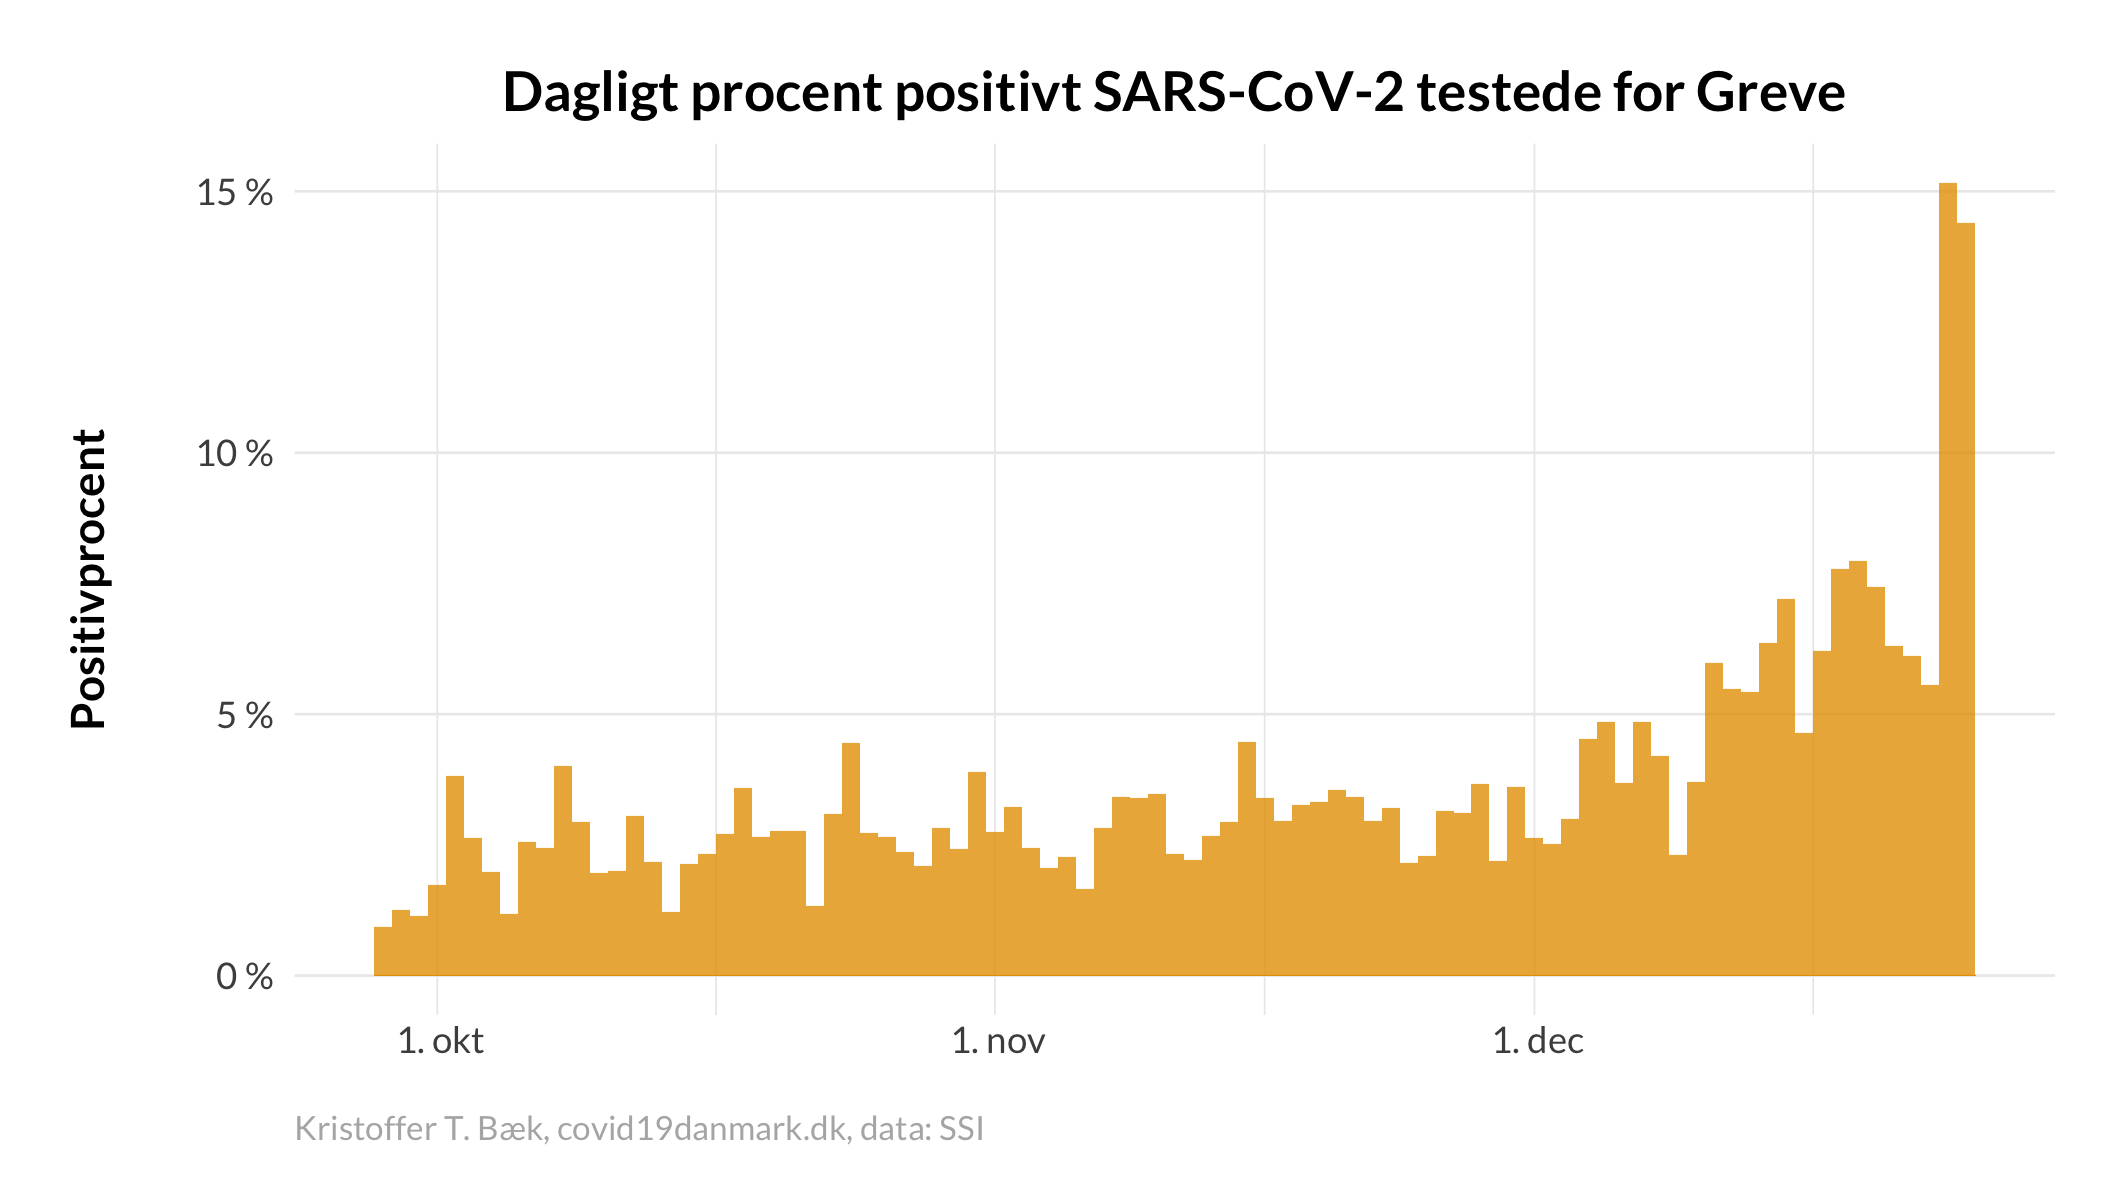 Dagligt procent positivt SARS-CoV-2 testede for Greve
Positivprocent
15 %
10 %
5 %
0 %
1. okt
1. nov
1. dec
Kristoffer T. Bæk, covid19danmark.dk, data: SSI